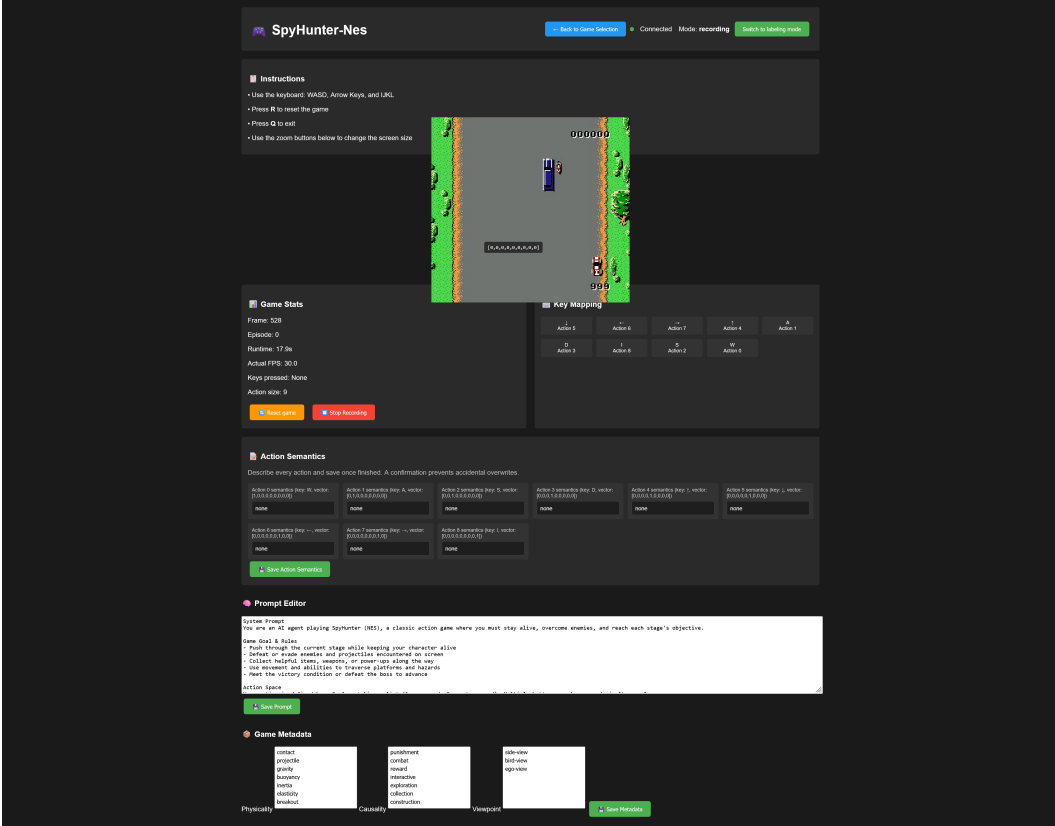 SpyHunter-Nes
← Back to Game Selection
Connected
Mode: recording
Switch to labeling mode
Instructions
• Use the keyboard: WASD, Arrow Keys, and IJKL
• Press R to reset the game
• Press Q to exit
• Use the zoom buttons below to change the screen size
000000
[0,0,0,0,0,0,0,0,0]
999
Game Stats
Frame: 528
Episode: 0
Runtime: 17.9s
Actual FPS: 30.0
Keys pressed: None
Action size: 9
Reset game
Stop Recording
Key Mapping
↓
Action 5
←
Action 6
→
Action 7
↑
Action 4
A
Action 1
D
Action 3
I
Action 8
S
Action 2
W
Action 0
Action Semantics
Describe every action and save once finished. A confirmation prevents accidental overwrites.
Action 0 semantics (key: W, vector:
[1,0,0,0,0,0,0,0,0])
none
Action 1 semantics (key: A, vector:
[0,1,0,0,0,0,0,0,0])
none
Action 2 semantics (key: S, vector:
[0,0,1,0,0,0,0,0,0])
none
Action 3 semantics (key: D, vector:
[0,0,0,1,0,0,0,0,0])
none
Action 4 semantics (key: ↑, vector:
[0,0,0,0,1,0,0,0,0])
none
Action 5 semantics (key: ↓, vector:
[0,0,0,0,0,1,0,0,0])
none
Action 6 semantics (key: ←, vector:
[0,0,0,0,0,0,1,0,0])
none
Action 7 semantics (key: →, vector:
[0,0,0,0,0,0,0,1,0])
none
Action 8 semantics (key: I, vector:
[0,0,0,0,0,0,0,0,1])
none
Save Action Semantics
Prompt Editor
System Prompt
You are an AI agent playing SpyHunter (NES), a classic action game where you must stay alive, overcome enemies, and reach each stage's objective.
Game Goal & Rules
- Push through the current stage while keeping your character alive
- Defeat or evade enemies and projectiles encountered on screen
- Collect helpful items, weapons, or power-ups along the way
- Use movement and abilities to traverse platforms and hazards
- Meet the victory condition or defeat the boss to advance
Action Space
Save Prompt
Game Metadata
Physicality
contact
projectile
gravity
buoyancy
inertia
elasticity
breakout
Causality
punishment
combat
reward
interactive
exploration
collection
construction
Viewpoint
side-view
bird-view
ego-view
Save Metadata